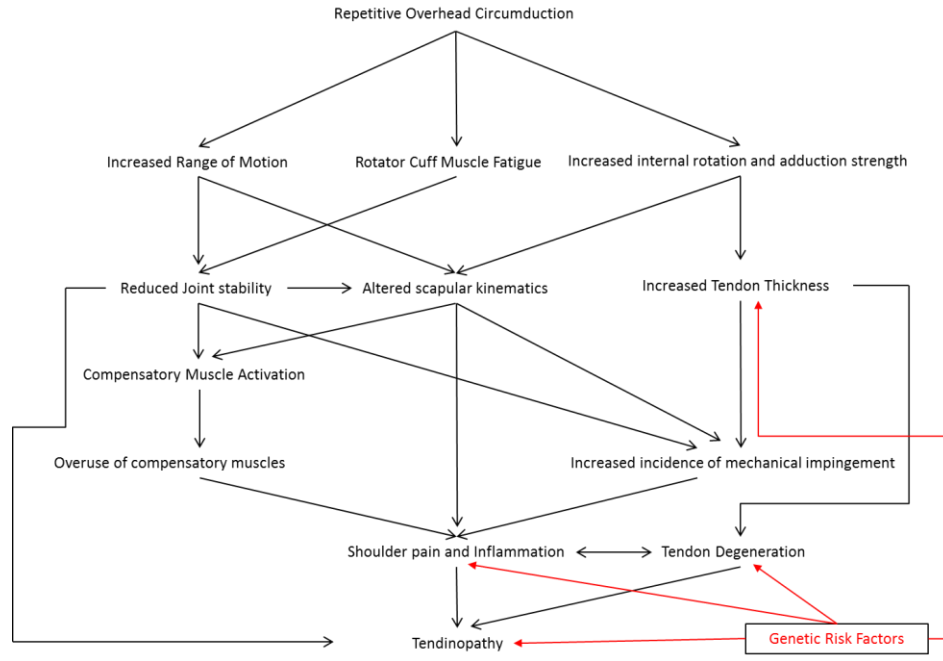 Repetitive Overhead Circumduction
Increased Range of Motion
Rotator Cuff Muscle Fatigue
Increased internal rotation and adduction strength
Reduced Joint stability
Altered scapular kinematics
Increased Tendon Thickness
Compensatory Muscle Activation
Overuse of compensatory muscles
Increased incidence of mechanical impingement
Shoulder pain and Inflammation
Tendon Degeneration
Tendinopathy
Genetic Risk Factors